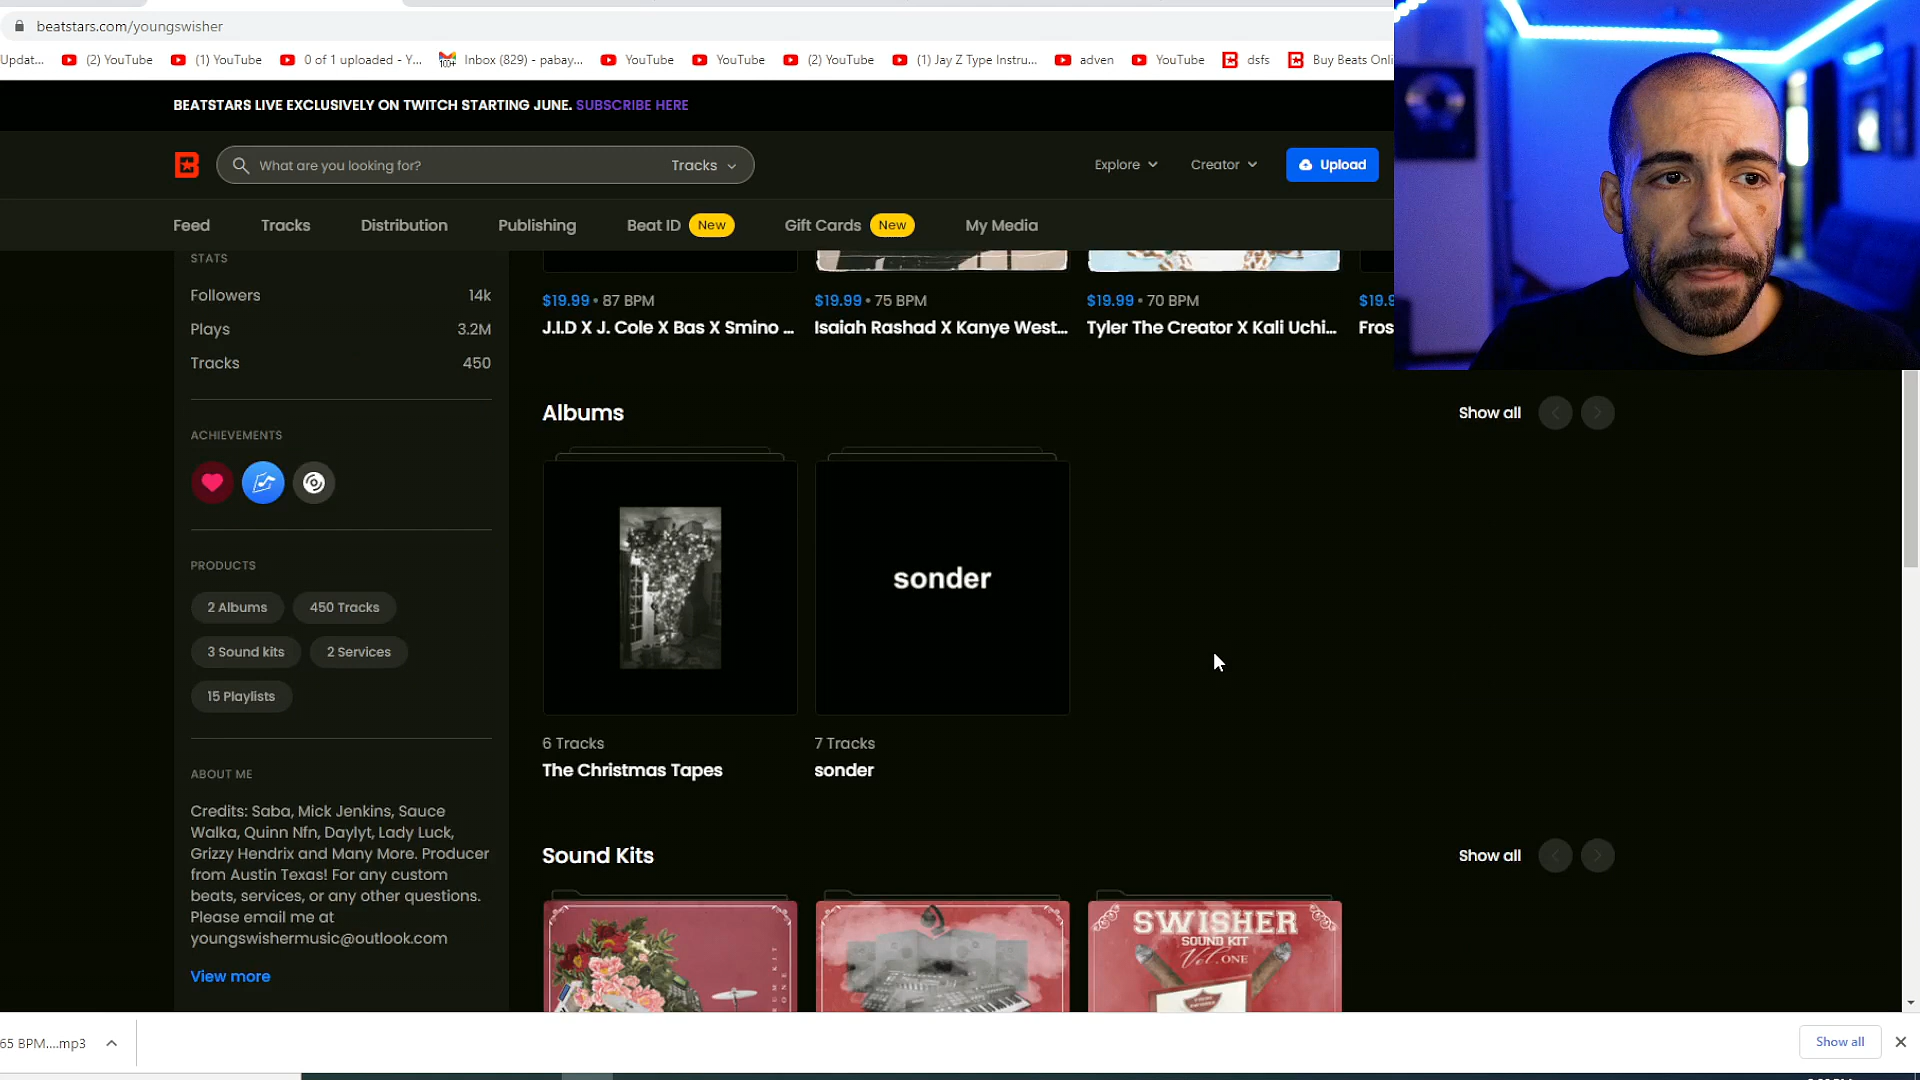 beatstars.com/youngswisher
Updat... (2) YouTube (1) YouTube 0 of 1 uploaded - Y... Inbox (829) - pabay... YouTube YouTube (2) YouTube (1) Jay Z Type Instru... adven YouTube dsfs Buy Beats Onli
BEATSTARS LIVE EXCLUSIVELY ON TWITCH STARTING JUNE. SUBSCRIBE HERE
What are you looking for? Tracks Explore Creator Upload
Feed Tracks Distribution Publishing Beat ID New Gift Cards New My Media
STATS
Followers 14k
Plays 3.2M
Tracks 450
ACHIEVEMENTS
PRODUCTS
2 Albums 450 Tracks
3 Sound kits 2 Services
15 Playlists
ABOUT ME
Credits: Saba, Mick Jenkins, Sauce
Walka, Quinn Nfn, Daylyt, Lady Luck,
Grizzy Hendrix and Many More. Producer
from Austin Texas! For any custom
beats, services, or any other questions.
Please email me at
youngswishermusic@outlook.com
View more
$19.99 • 87 BPM $19.99 • 75 BPM $19.99 • 70 BPM $19.9
J.I.D X J. Cole X Bas X Smino ... Isaiah Rashad X Kanye West... Tyler The Creator X Kali Uchi... Fros
Albums Show all
sonder
6 Tracks 7 Tracks
The Christmas Tapes sonder
Sound Kits Show all
SWISHER
SOUND KIT
Vol. ONE
65 BPM....mp3 Show all